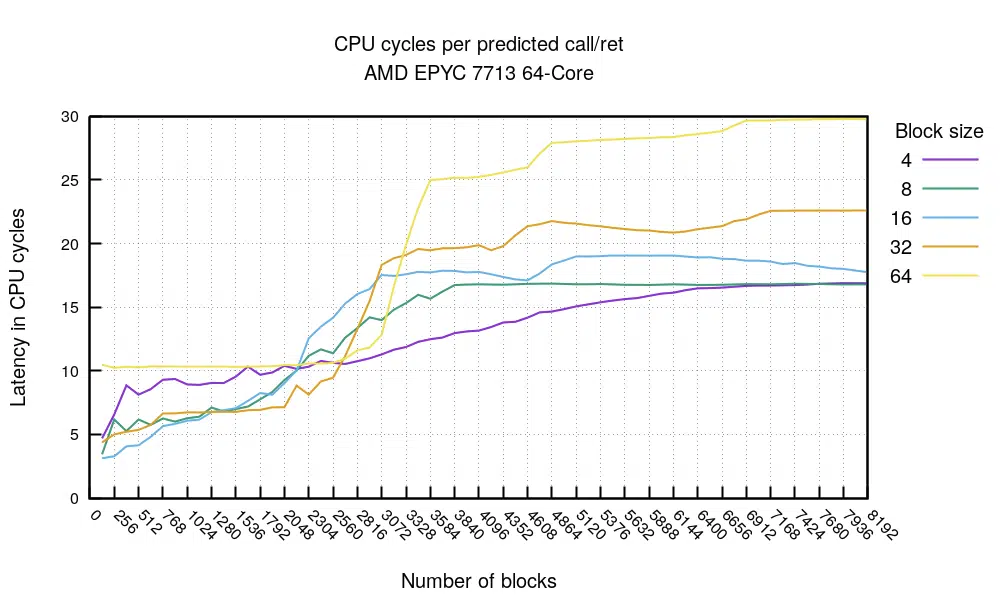 CPU cycles per predicted call/ret
AMD EPYC 7713 64-Core
Latency in CPU cycles
30
25
20
15
10
5
0
0 256 512 768 1024 1280 1536 1792 2048 2304 2560 2816 3072 3328 3584 3840 4096 4352 4608 4864 5120 5376 5632 5888 6144 6400 6656 6912 7168 7424 7680 7936 8192
Number of blocks
Block size
4
8
16
32
64